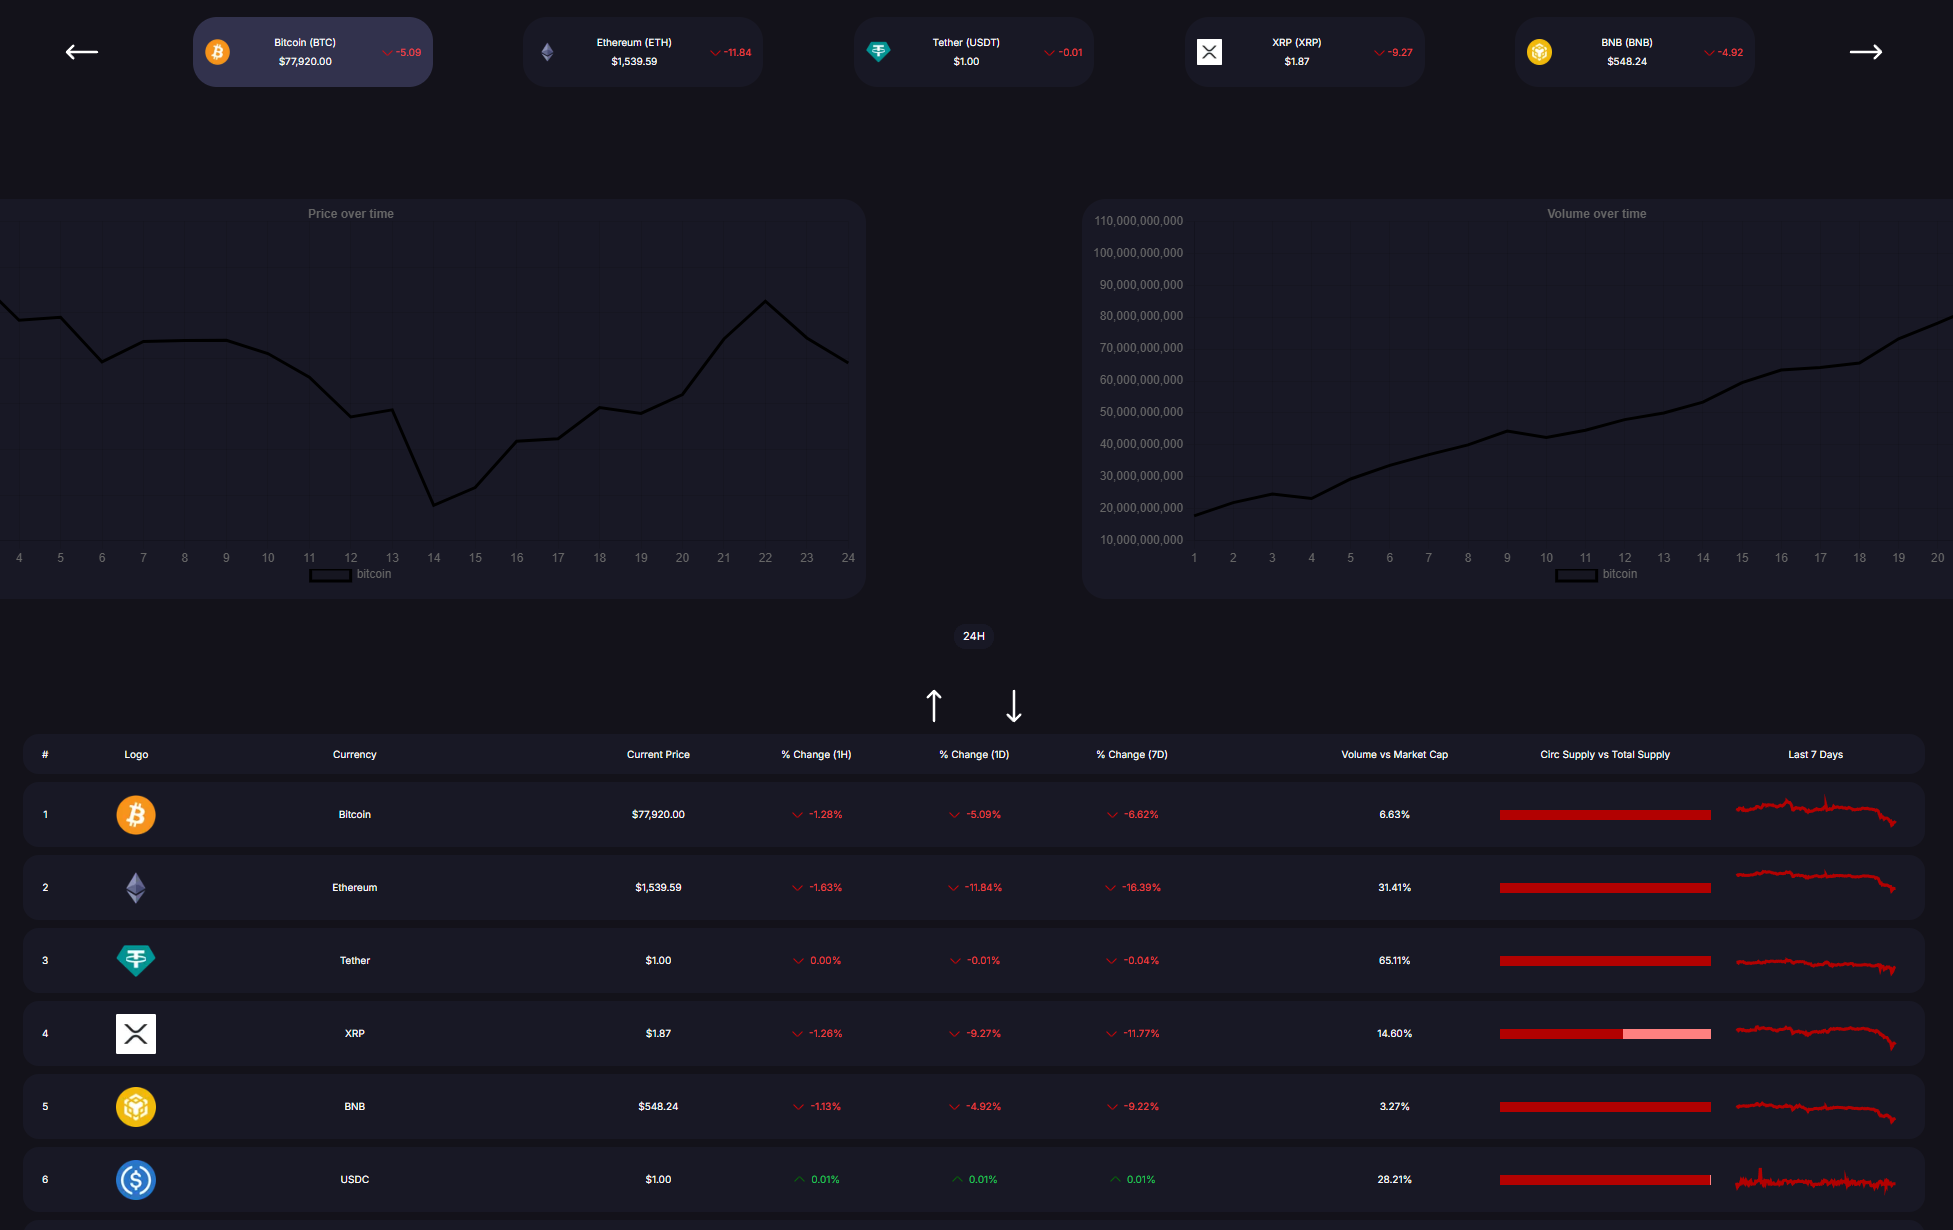 Bitcoin (BTC)
$77,920.00
-5.09
Ethereum (ETH)
$1,539.59
-11.84
Tether (USDT)
$1.00
-0.01
XRP (XRP)
$1.87
-9.27
BNB (BNB)
$548.24
-4.92
Price over time
4 5 6 7 8 9 10 11 12 13 14 15 16 17 18 19 20 21 22 23 24
bitcoin
Volume over time
110,000,000,000
100,000,000,000
90,000,000,000
80,000,000,000
70,000,000,000
60,000,000,000
50,000,000,000
40,000,000,000
30,000,000,000
20,000,000,000
10,000,000,000
1 2 3 4 5 6 7 8 9 10 11 12 13 14 15 16 17 18 19 20
bitcoin
24H
# Logo Currency Current Price % Change (1H) % Change (1D) % Change (7D) Volume vs Market Cap Circ Supply vs Total Supply Last 7 Days
1 Bitcoin $77,920.00 -1.28% -5.09% -6.62% 6.63%
2 Ethereum $1,539.59 -1.63% -11.84% -16.39% 31.41%
3 Tether $1.00 0.00% -0.01% -0.04% 65.11%
4 XRP $1.87 -1.26% -9.27% -11.77% 14.60%
5 BNB $548.24 -1.13% -4.92% -9.22% 3.27%
6 USDC $1.00 0.01% 0.01% 0.01% 28.21%